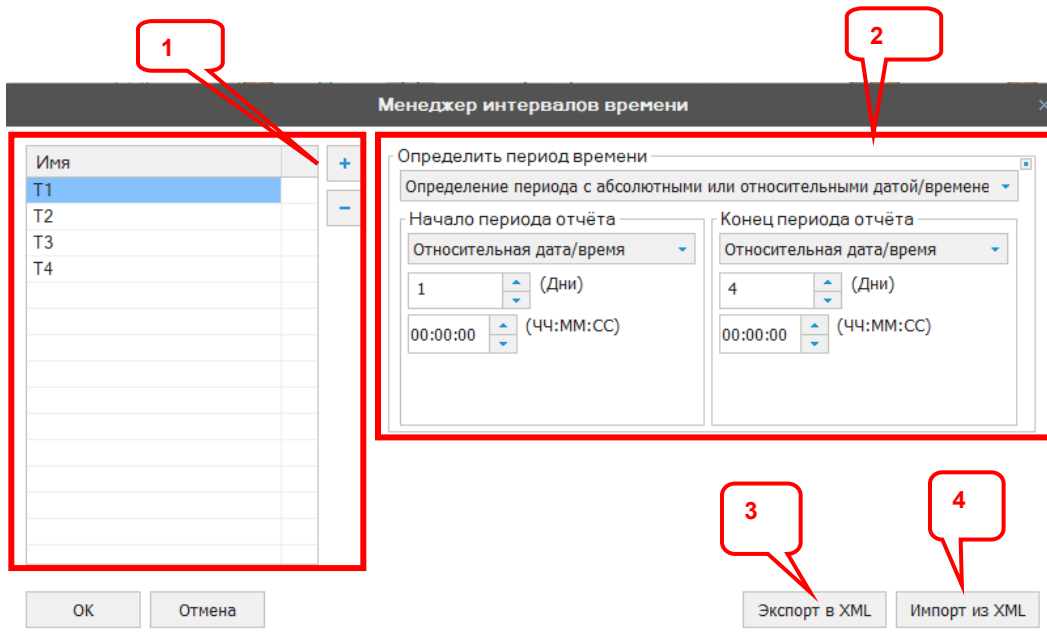 1
2
Менеджер интервалов времени
Имя
T1
T2
T3
T4
+
−
Определить период времени
Определение периода с абсолютными или относительными датой/времене
Начало периода отчёта
Относительная дата/время
1 (Дни)
00:00:00 (ЧЧ:ММ:СС)
Конец периода отчёта
Относительная дата/время
4 (Дни)
00:00:00 (ЧЧ:ММ:СС)
3
4
OK
Отмена
Экспорт в XML
Импорт из XML